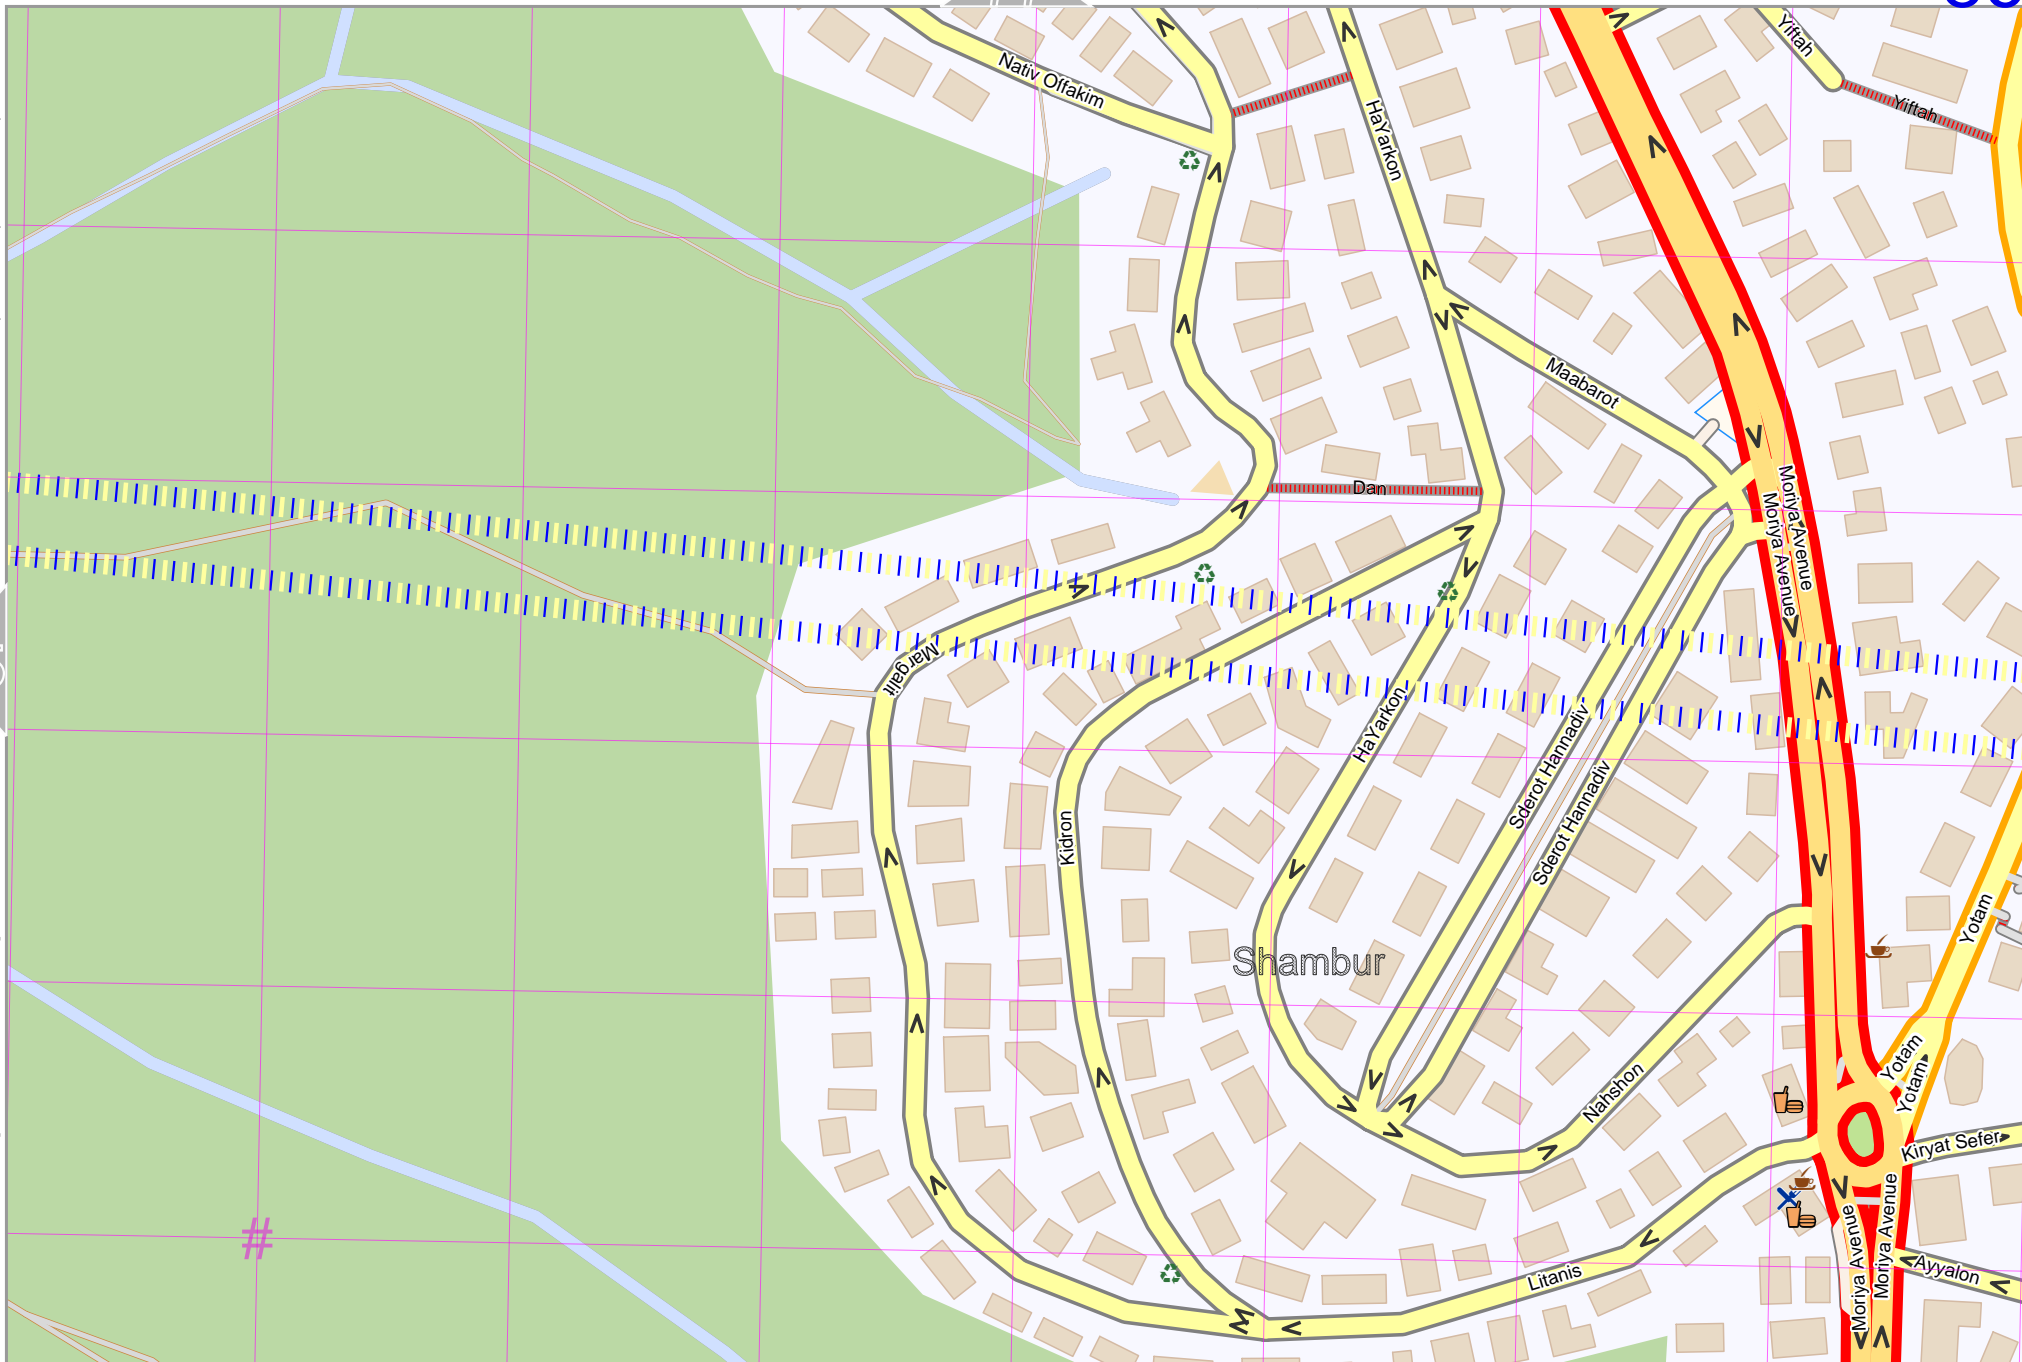 Yiftah
Nativ Offakim
Yiftah
HaYarkon
Maabarot
Dan
Moriya Avenue
Moriya Avenue
Margalit
HaYarkon
Sderot Hannadiv
Sderot Hannadiv
Kidron
Yotam
Shambur
Yotam
Yotam
Nahshon
Kiryat Sefer
#
Moriya Avenue
Moriya Avenue
Litanis
Ayyalon